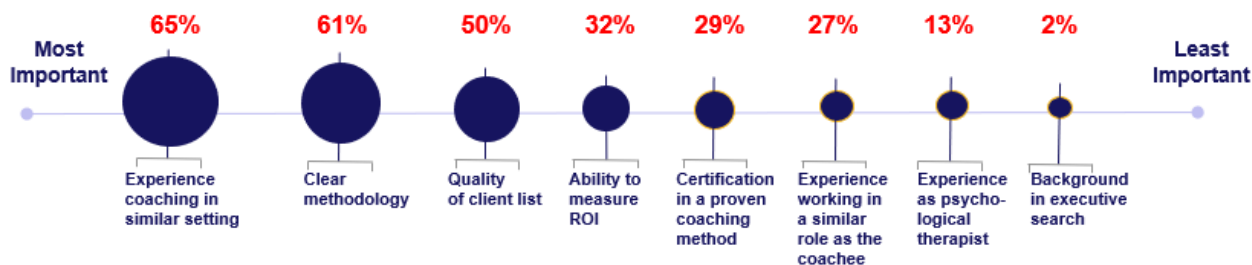 65%
61%
50%
32%
29%
27%
13%
2%
Most
Important
Least
Important
Experience
coaching in
similar setting
Clear
methodology
Quality
of client list
Ability to
measure
ROI
Certification
in a proven
coaching
method
Experience
working in
a similar
role as the
coachee
Experience
as psycho-
logical
therapist
Background
in executive
search